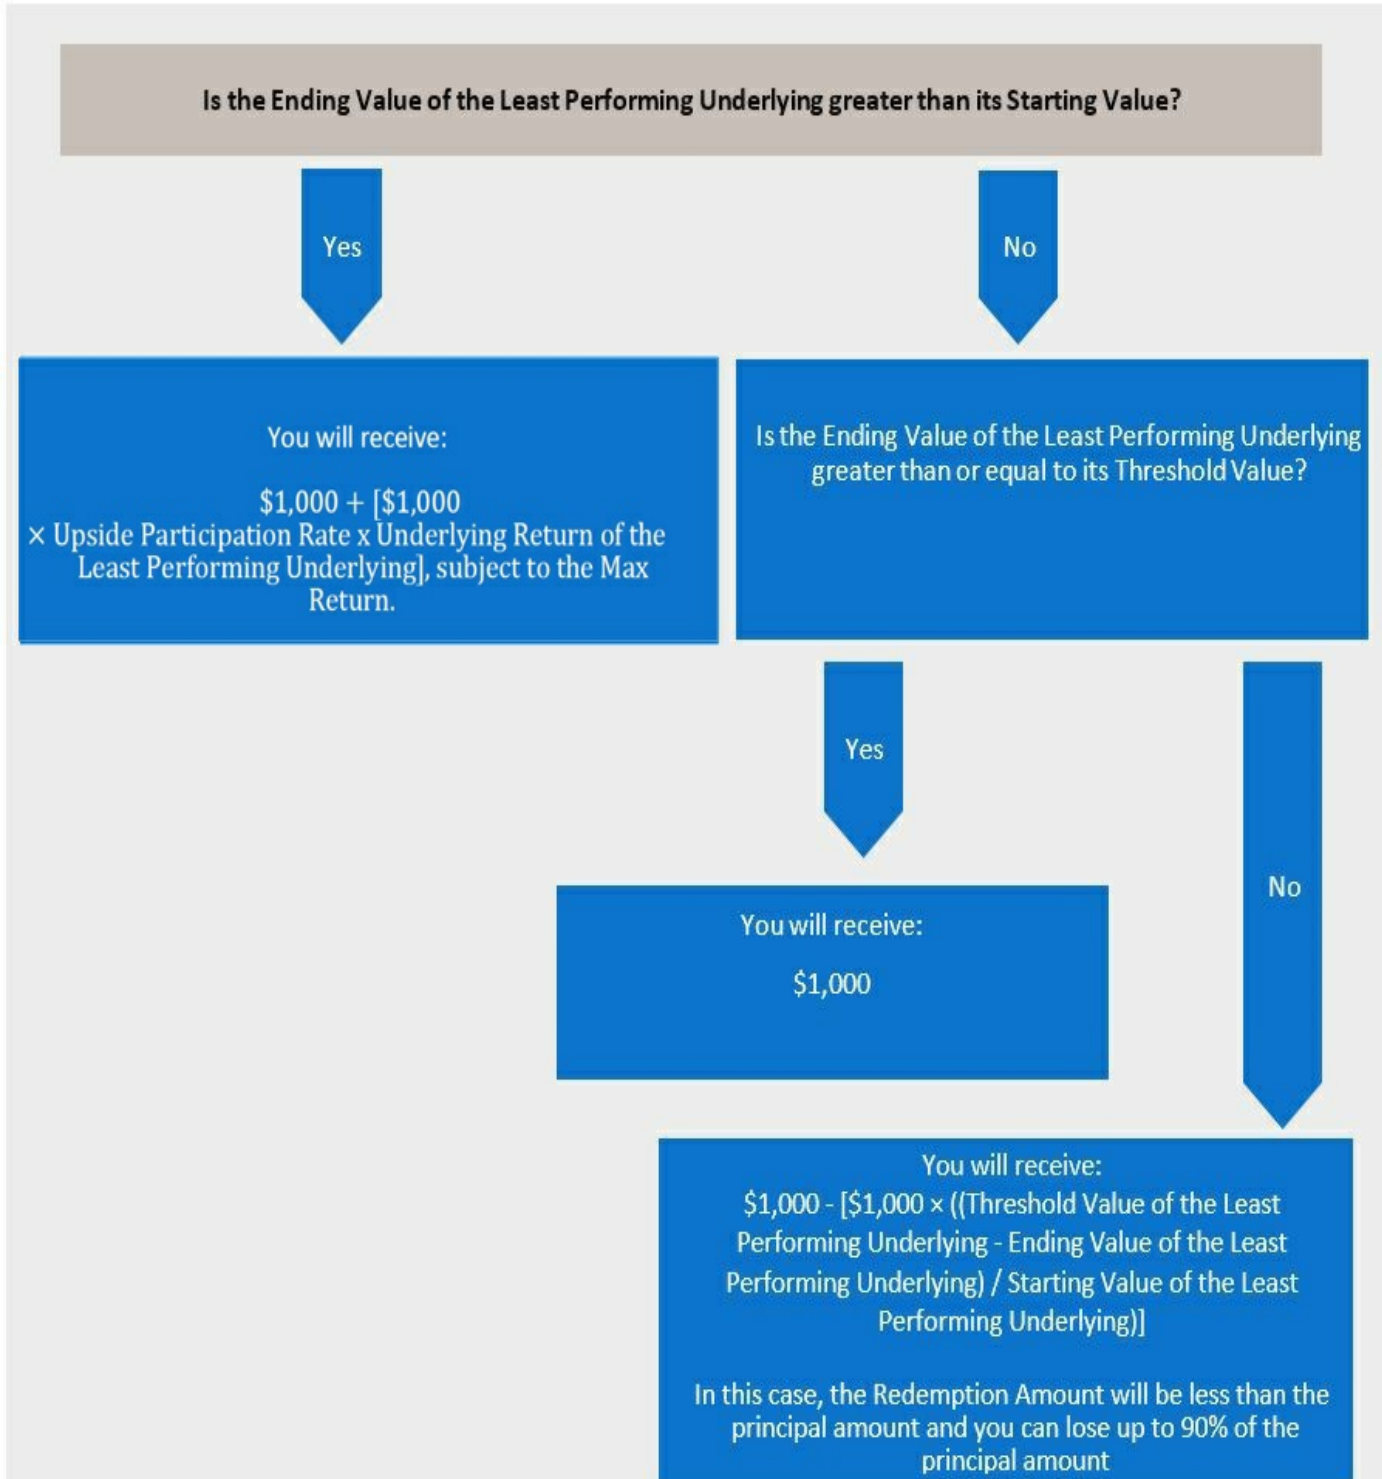 Is the Ending Value of the Least Performing Underlying greater than its Starting Value?
Yes
No
You will receive:
$1,000 + [$1,000
× Upside Participation Rate x Underlying Return of the
Least Performing Underlying], subject to the Max
Return.
Is the Ending Value of the Least Performing Underlying
greater than or equal to its Threshold Value?
Yes
No
You will receive:
$1,000
You will receive:
$1,000 - [$1,000 × ((Threshold Value of the Least
Performing Underlying - Ending Value of the Least
Performing Underlying) / Starting Value of the Least
Performing Underlying)]
In this case, the Redemption Amount will be less than the
principal amount and you can lose up to 90% of the
principal amount